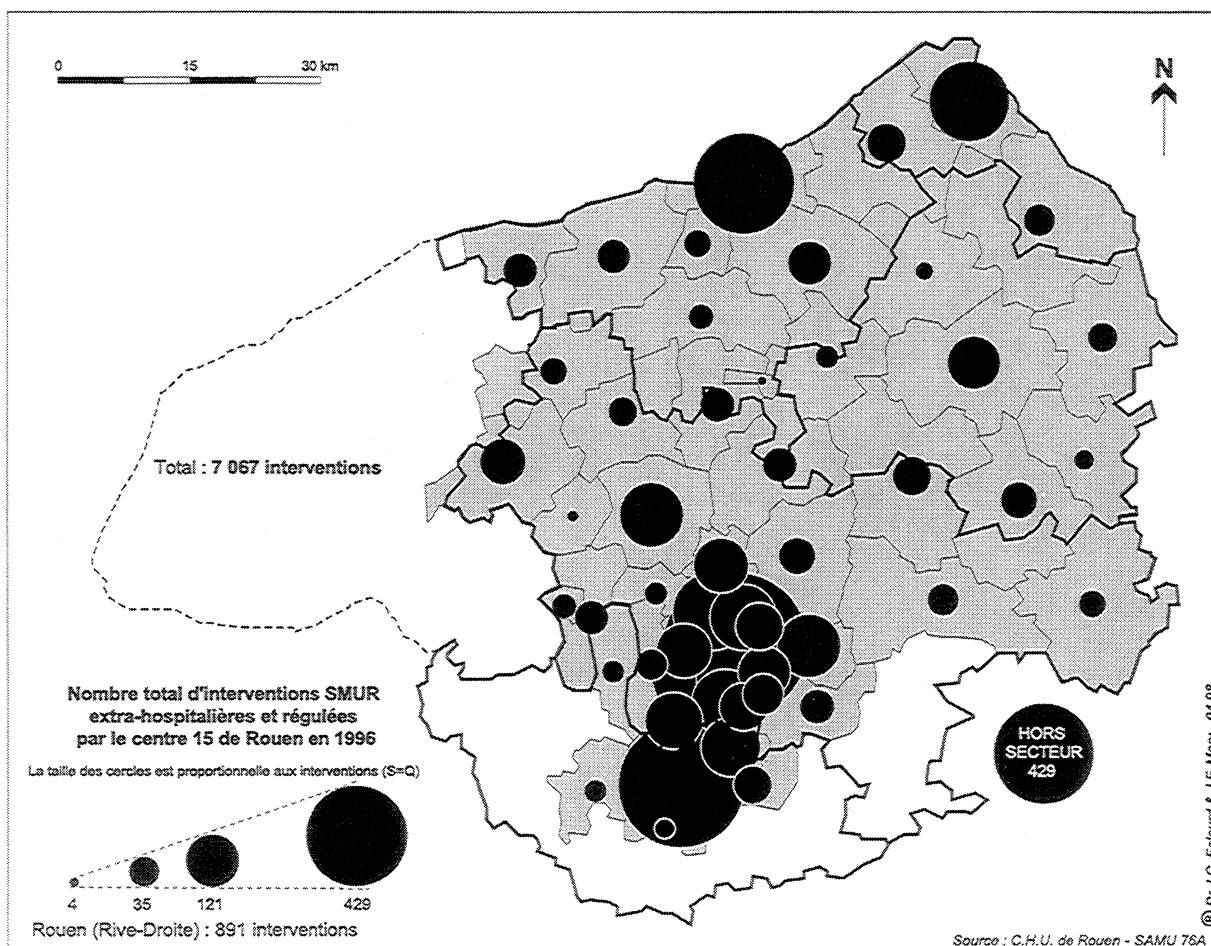 0 15 30 km
N
Total : 7 067 interventions
Nombre total d'interventions SMUR
extra-hospitalières et régulées
par le centre 15 de Rouen en 1996
La taille des cercles est proportionnelle aux interventions (S=Q)
4 35 121 429
Rouen (Rive-Droite) : 891 interventions
HORS
SECTEUR
429
Source : C.H.U. de Rouen - SAMU 76A